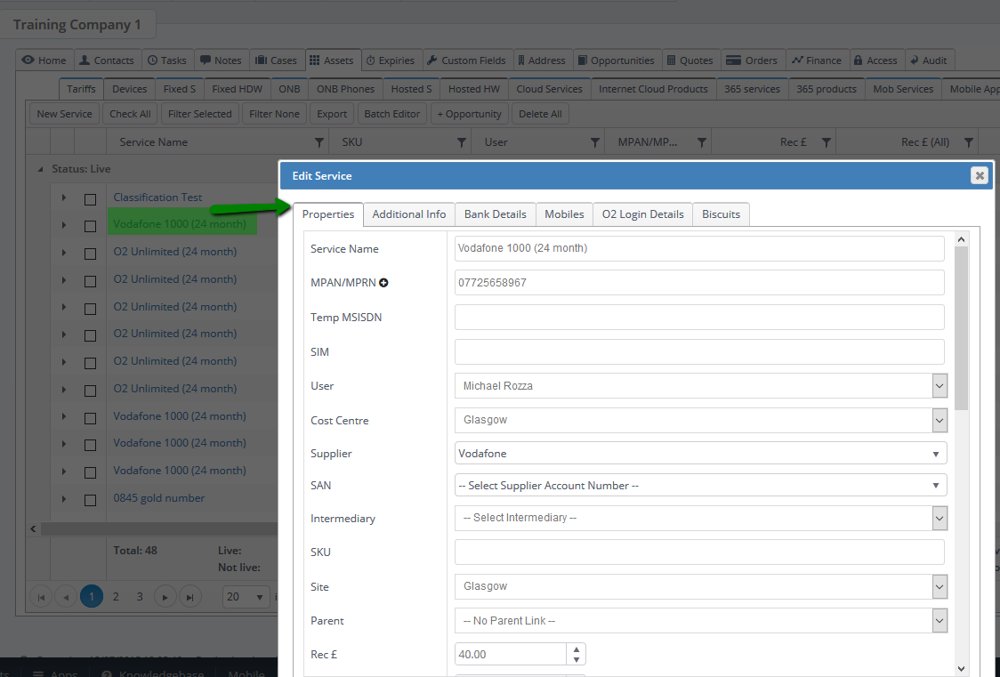 Training Company 1
Home Contacts Tasks Notes Cases Assets Expiries Custom Fields Address Opportunities Quotes Orders Finance Access Audit
Tariffs Devices Fixed S Fixed HDW ONB ONB Phones Hosted S Hosted HW Cloud Services Internet Cloud Products 365 services 365 products Mob Services Mobile App
New Service Check All Filter Selected Filter None Export Batch Editor + Opportunity Delete All
Service Name SKU User MPAN/MP... Rec £ Rec £ (All)
Status: Live
Classification Test
Vodafone 1000 (24 month)
O2 Unlimited (24 month)
O2 Unlimited (24 month)
O2 Unlimited (24 month)
O2 Unlimited (24 month)
O2 Unlimited (24 month)
O2 Unlimited (24 month)
Vodafone 1000 (24 month)
Vodafone 1000 (24 month)
Vodafone 1000 (24 month)
0845 gold number
Total: 48 Live:
Not live:
1 2 3 20
Apps Knowledgebase Mobile
Edit Service
Properties Additional Info Bank Details Mobiles O2 Login Details Biscuits
Service Name Vodafone 1000 (24 month)
MPAN/MPRN 07725658967
Temp MSISDN
SIM
User Michael Rozza
Cost Centre Glasgow
Supplier Vodafone
SAN -- Select Supplier Account Number --
Intermediary -- Select Intermediary --
SKU
Site Glasgow
Parent -- No Parent Link --
Rec £ 40.00